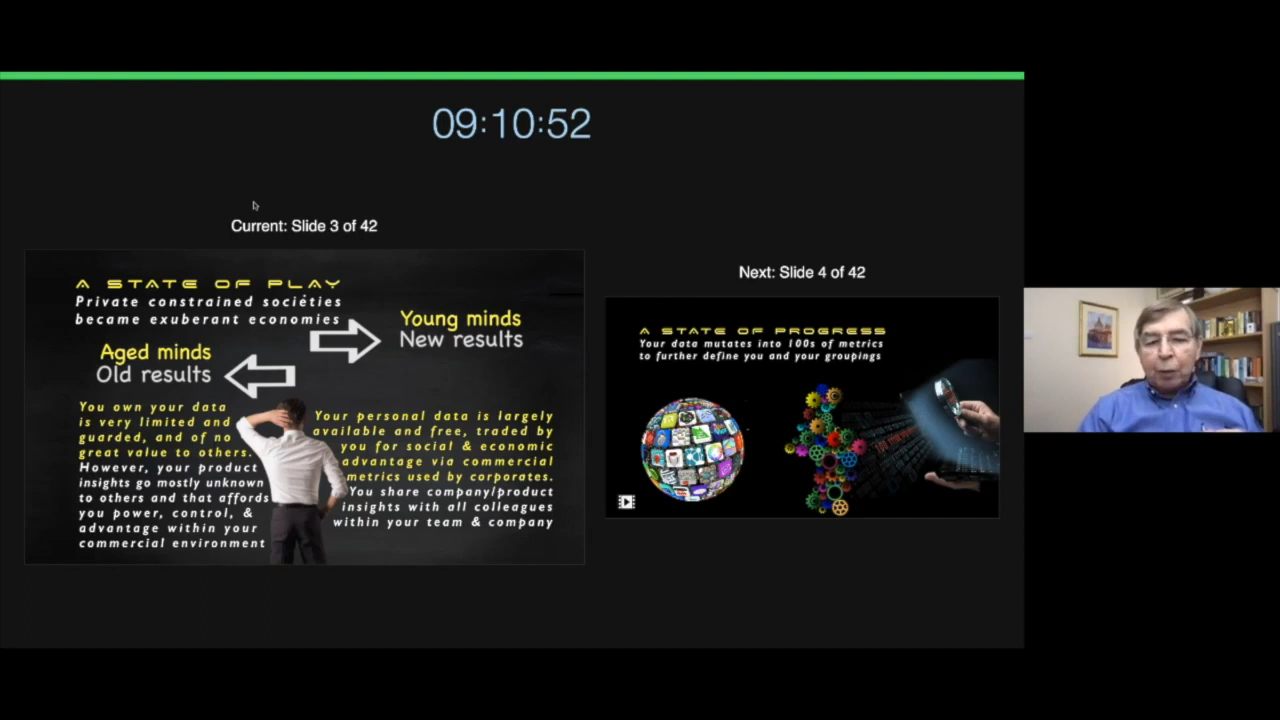 09:10:52
Current: Slide 3 of 42
A STATE OF PLAY
Private constrained societies
became exuberant economies
Young minds
New results
Aged minds
Old results
You own your data
is very limited and
guarded, and of no
great value to others.
However, your product
insights go mostly unknown
to others and that affords
you power, control, &
advantage within your
commercial environment
Your personal data is largely
available and free, traded by
you for social & economic
advantage via commercial
metrics used by corporates.
You share company/product
insights with all colleagues
within your team & company
Next: Slide 4 of 42
A STATE OF PROGRESS
Your data mutates into 100s of metrics
to further define you and your groupings